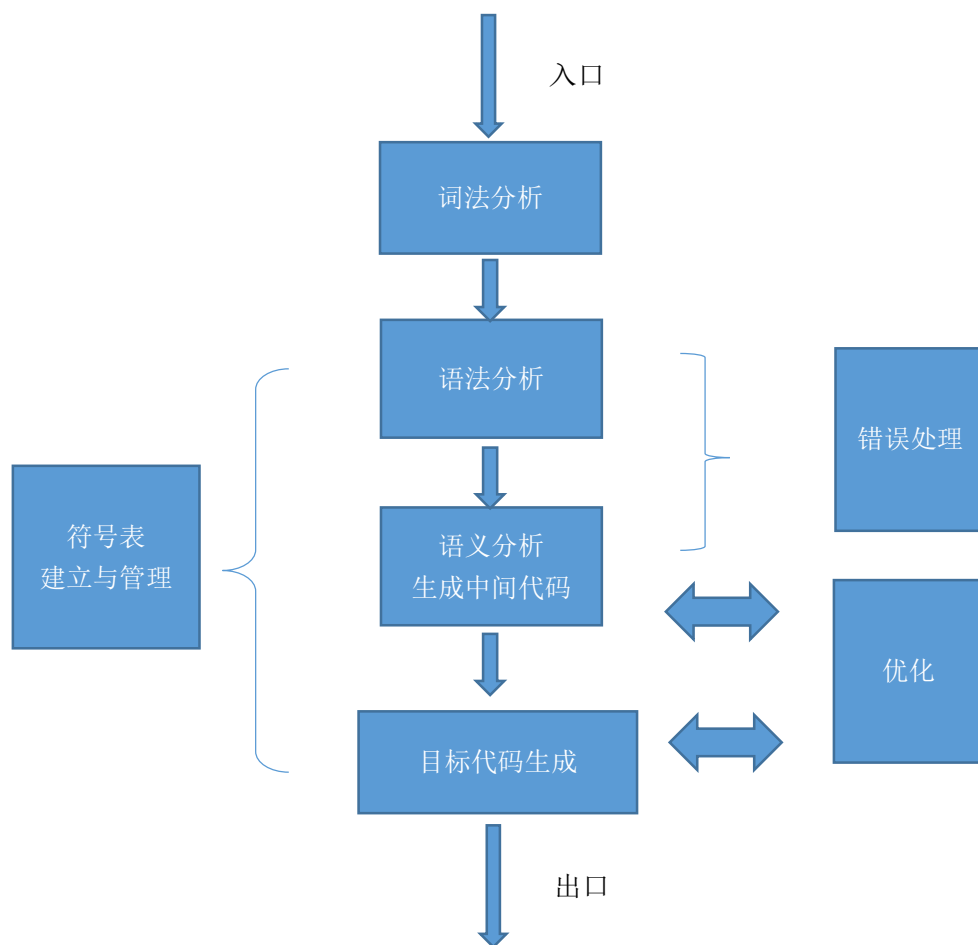 入口
词法分析
语法分析
错误处理
符号表
建立与管理
语义分析
生成中间代码
优化
目标代码生成
出口